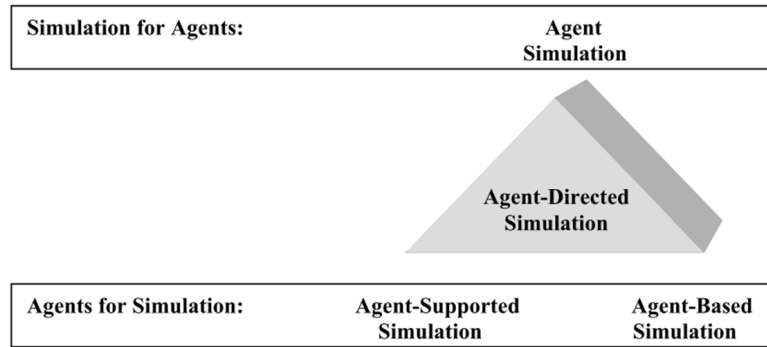 Simulation for Agents: Agent
Simulation
Agent-Directed
Simulation
Agents for Simulation: Agent-Supported Agent-Based
Simulation Simulation